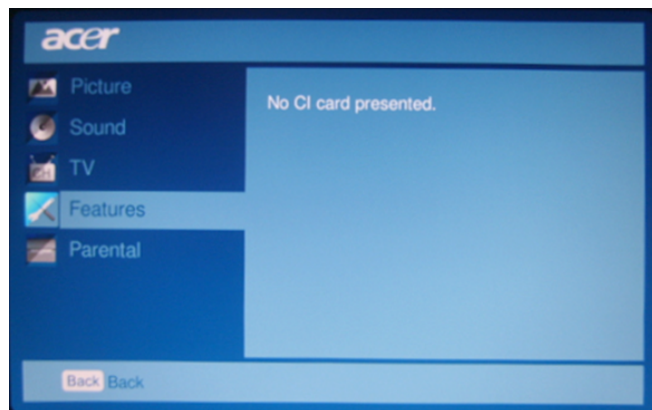 acer
Picture
No CI card presented.
Sound
TV
Features
Parental
Back Back